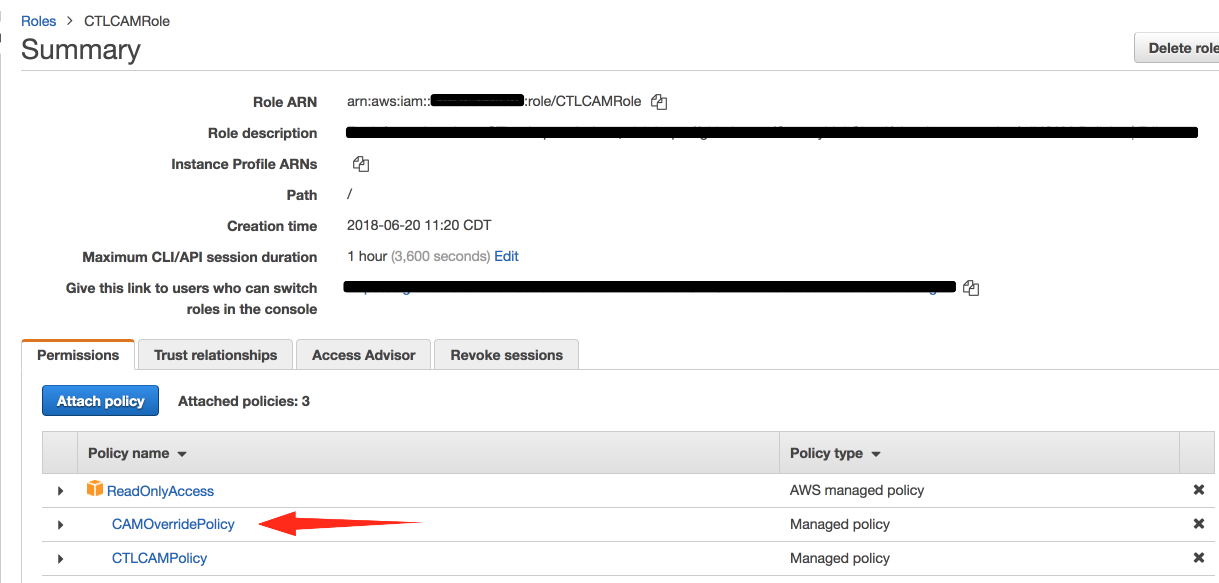 Roles > CTLCAMRole
Summary
Delete role
Role ARN arn:aws:iam:: :role/CTLCAMRole
Role description
Instance Profile ARNs
Path /
Creation time 2018-06-20 11:20 CDT
Maximum CLI/API session duration 1 hour (3,600 seconds) Edit
Give this link to users who can switch
roles in the console
Permissions Trust relationships Access Advisor Revoke sessions
Attach policy Attached policies: 3
Policy name Policy type
ReadOnlyAccess AWS managed policy
CAMOverridePolicy Managed policy
CTLCAMPolicy Managed policy